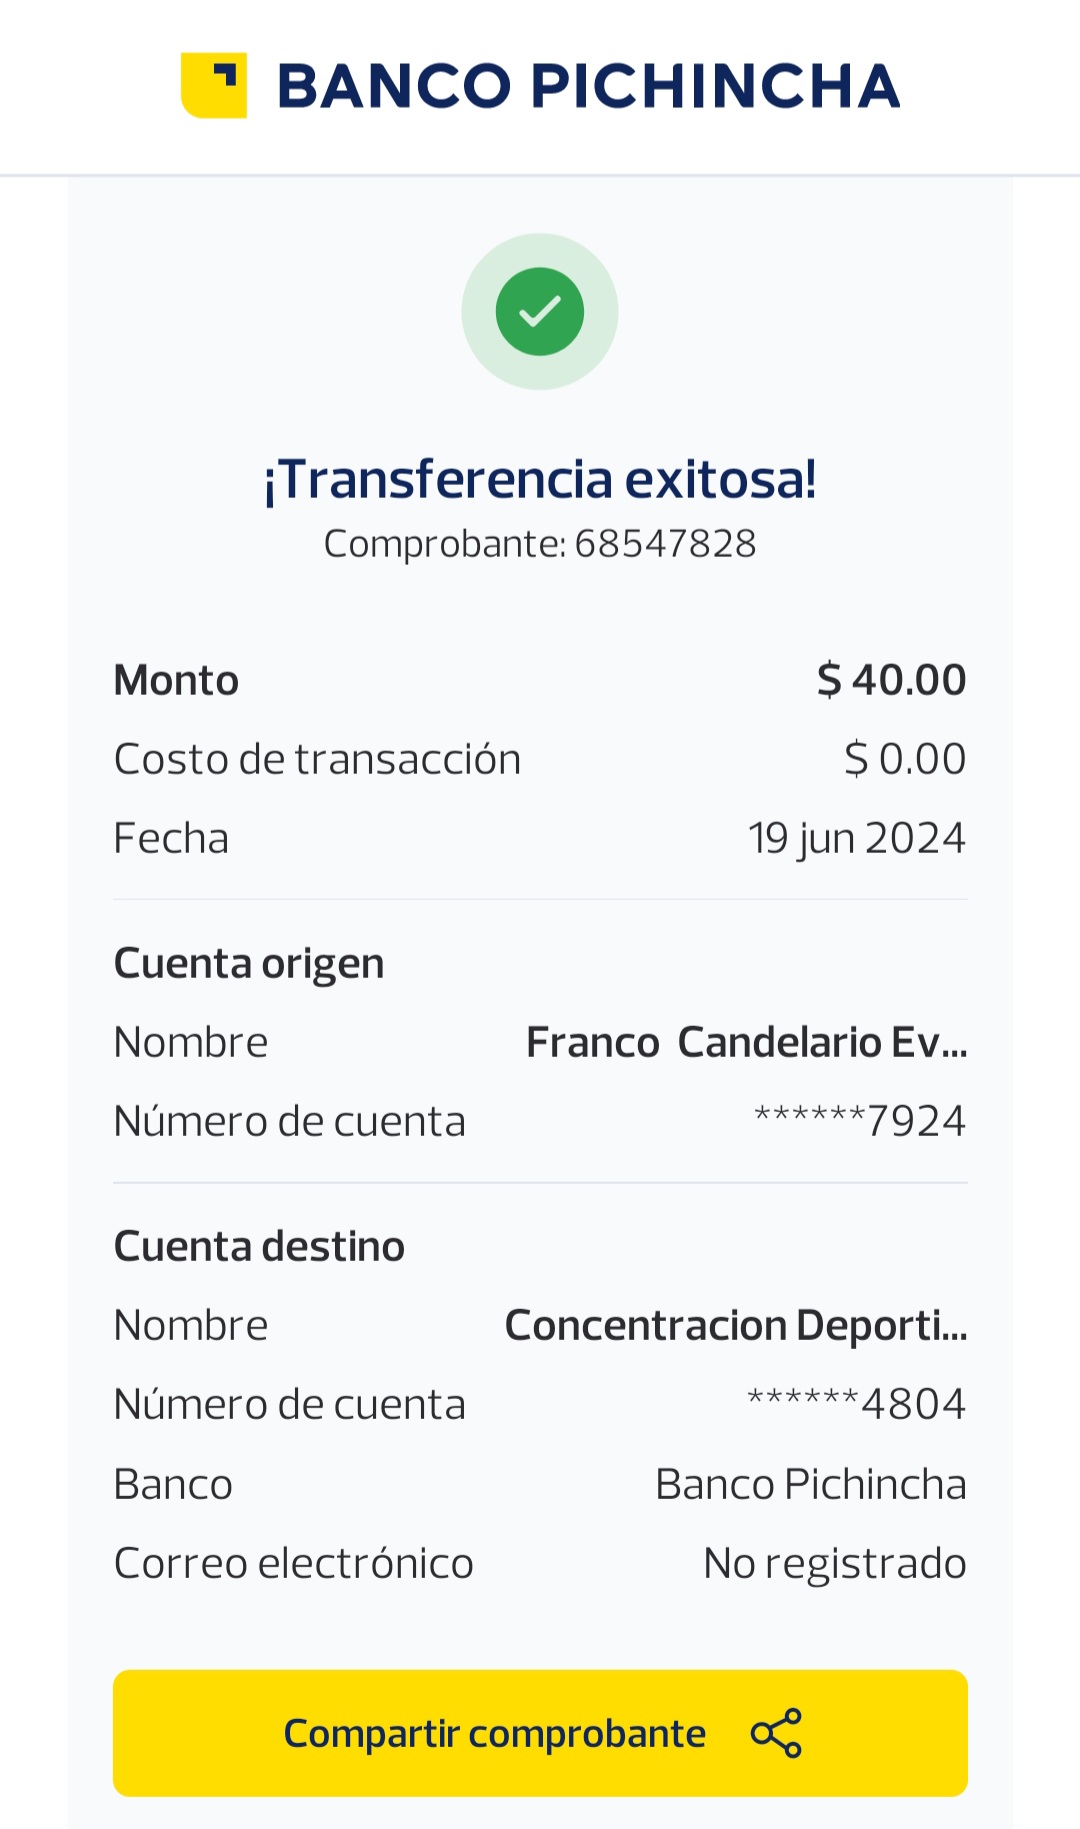 BANCO PICHINCHA
¡Transferencia exitosa!
Comprobante: 68547828
Monto $ 40.00
Costo de transacción $ 0.00
Fecha 19 jun 2024
Cuenta origen
Nombre Franco  Candelario Ev...
Número de cuenta ******7924
Cuenta destino
Nombre Concentracion Deporti...
Número de cuenta ******4804
Banco Banco Pichincha
Correo electrónico No registrado
Compartir comprobante